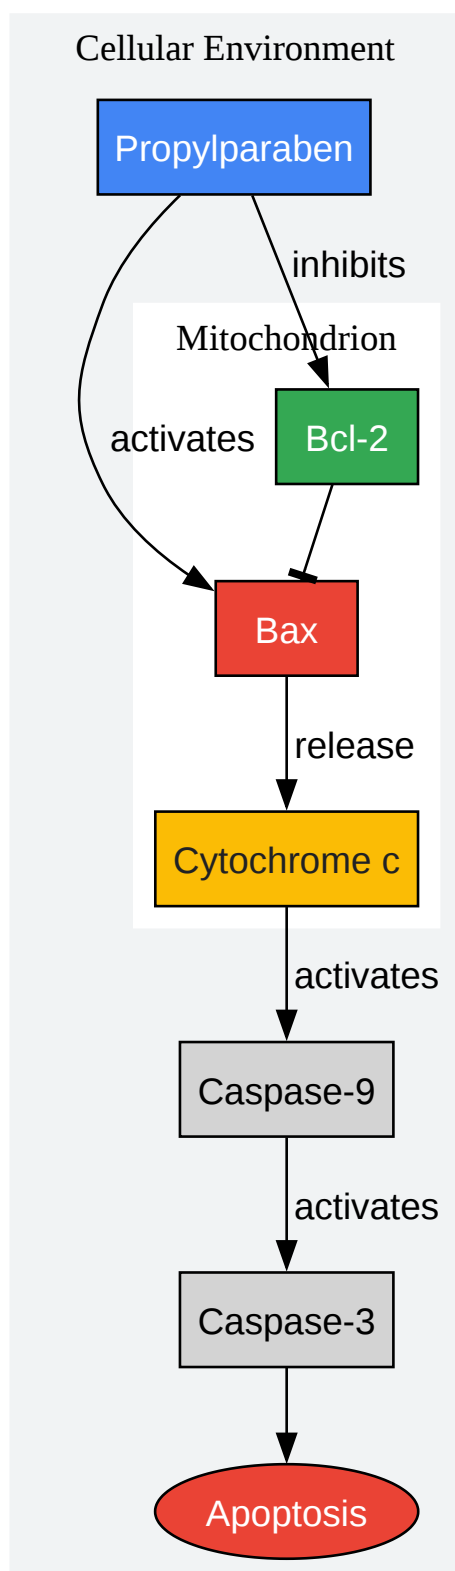 Cellular Environment
Propylparaben
inhibits
Mitochondrion
activates
Bcl-2
Bax
release
Cytochrome c
activates
Caspase-9
activates
Caspase-3
Apoptosis